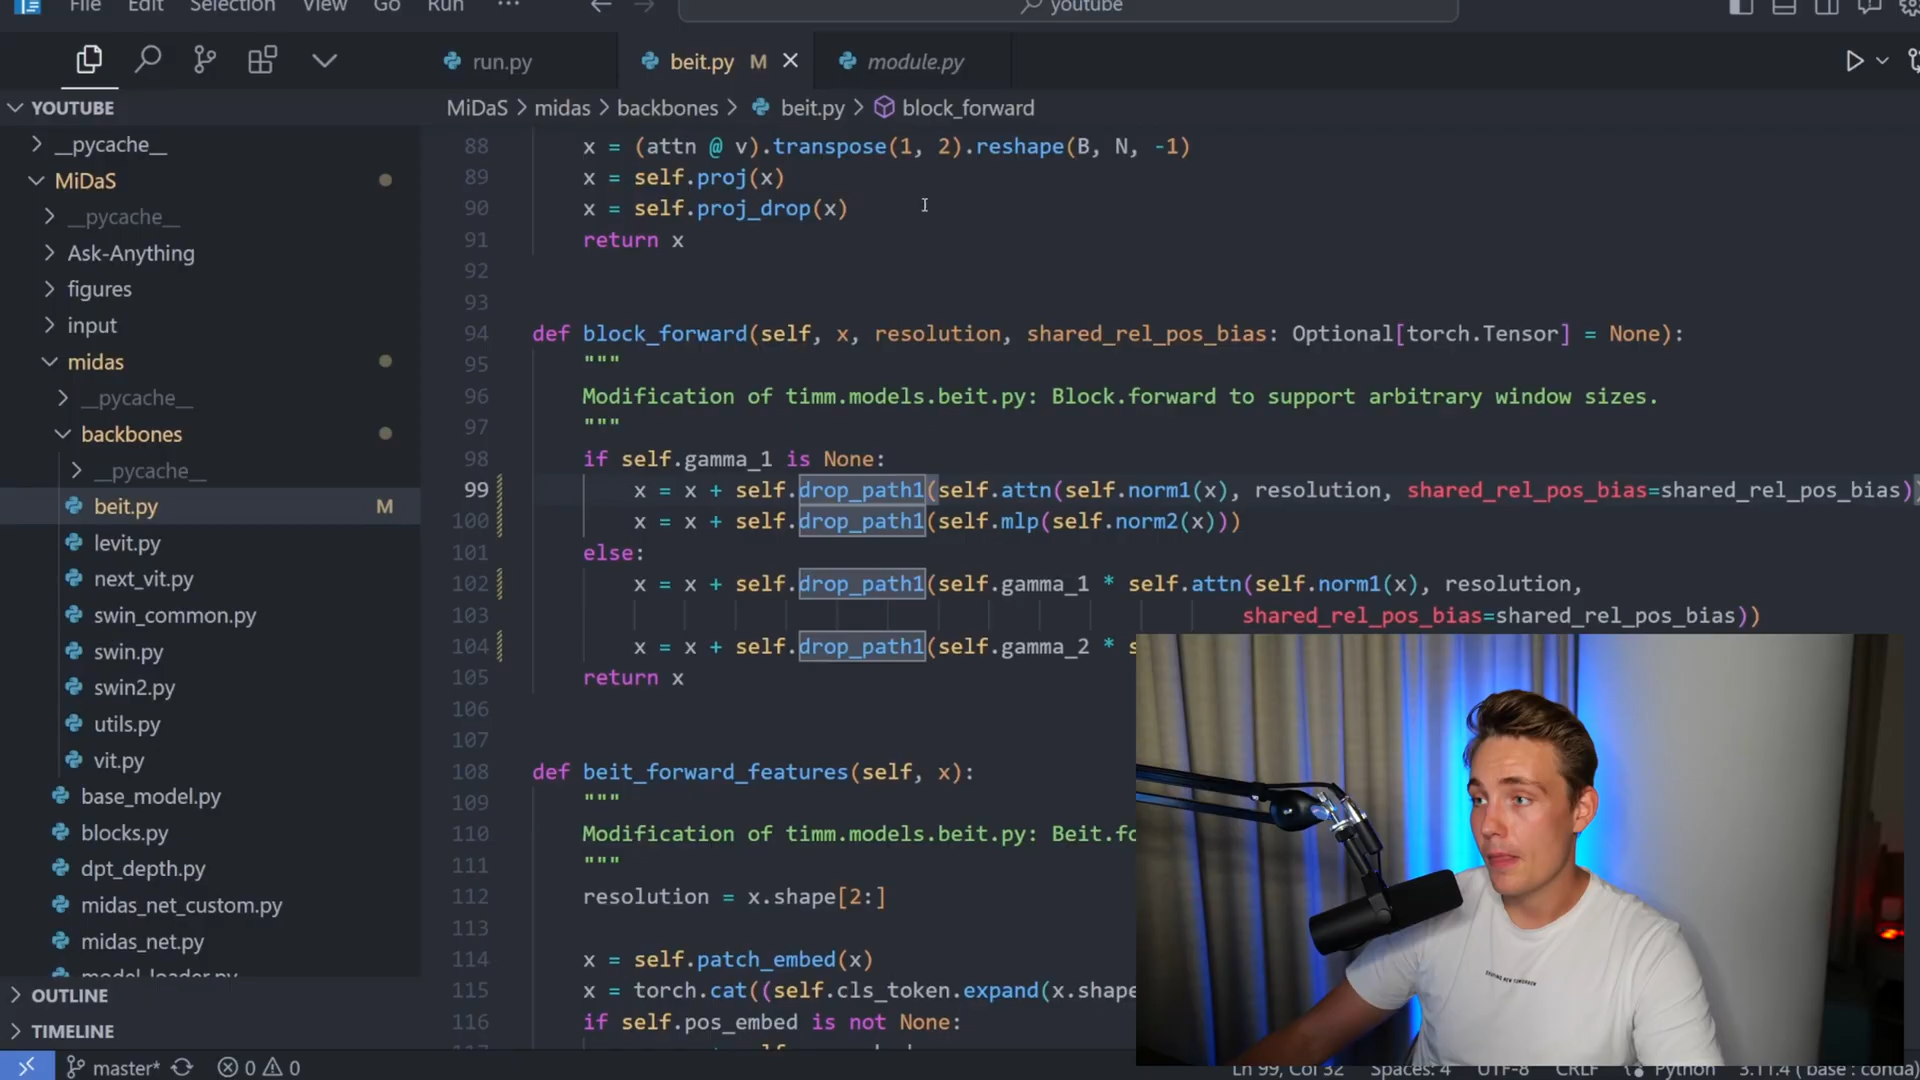 File Edit Selection View Go Run ··· youtube
run.py beit.py M module.py
YOUTUBE
MiDaS > midas > backbones > beit.py > block_forward
__pycache__
MiDaS
__pycache__
Ask-Anything
figures
input
midas
__pycache__
backbones
__pycache__
beit.py M
levit.py
next_vit.py
swin_common.py
swin.py
swin2.py
utils.py
vit.py
base_model.py
blocks.py
dpt_depth.py
midas_net_custom.py
midas_net.py
model_loader.py
OUTLINE
TIMELINE
88 x = (attn @ v).transpose(1, 2).reshape(B, N, -1)
89 x = self.proj(x)
90 x = self.proj_drop(x)
91 return x
92
93
94 def block_forward(self, x, resolution, shared_rel_pos_bias: Optional[torch.Tensor] = None):
95 """
96 Modification of timm.models.beit.py: Block.forward to support arbitrary window sizes.
97 """
98 if self.gamma_1 is None:
99 x = x + self.drop_path1(self.attn(self.norm1(x), resolution, shared_rel_pos_bias=shared_rel_pos_bias))
100 x = x + self.drop_path1(self.mlp(self.norm2(x)))
101 else:
102 x = x + self.drop_path1(self.gamma_1 * self.attn(self.norm1(x), resolution,
103 shared_rel_pos_bias=shared_rel_pos_bias))
104 x = x + self.drop_path1(self.gamma_2 * s
105 return x
106
107
108 def beit_forward_features(self, x):
109 """
110 Modification of timm.models.beit.py: Beit.fo
111 """
112 resolution = x.shape[2:]
113
114 x = self.patch_embed(x)
115 x = torch.cat((self.cls_token.expand(x.shape
116 if self.pos_embed is not None:
master* 0 0 Ln 99, Col 32 Spaces: 4 UTF-8 CRLF Python 3.11.4 ('base': conda)